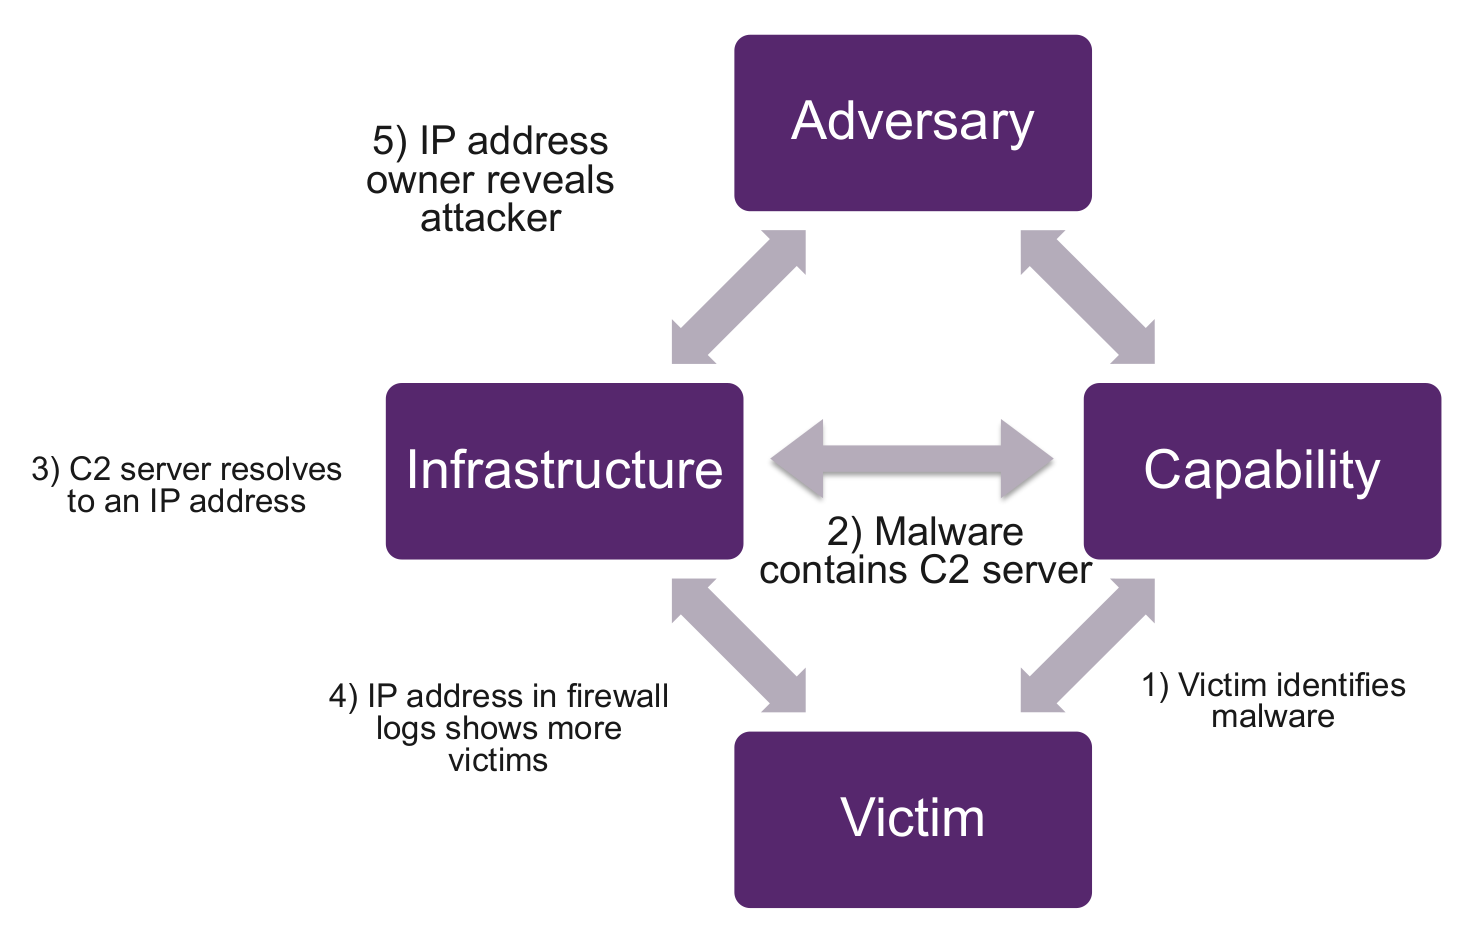 Adversary
5) IP address
owner reveals
attacker
Infrastructure
Capability
3) C2 server resolves
to an IP address
2) Malware
contains C2 server
4) IP address in firewall
logs shows more
victims
1) Victim identifies
malware
Victim